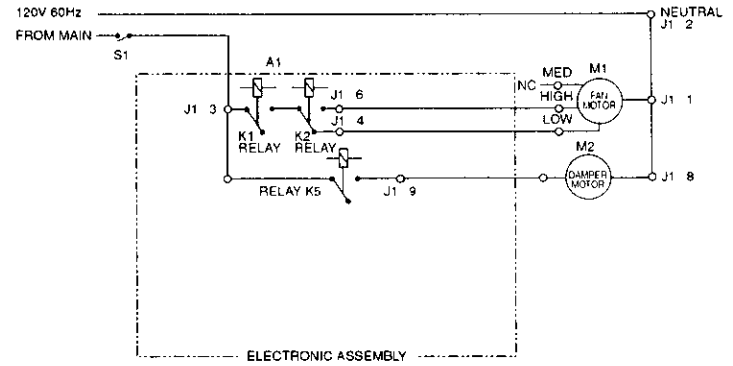 120V 60Hz
NEUTRAL
J1 2
FROM MAIN
S1
A1
MED
M1
NC
J1 6
HIGH
FAN
MOTOR
J1 3
J1 4
J1 1
LOW
K1
RELAY
K2
RELAY
M2
RELAY K5
J1 9
DAMPER
MOTOR
J1 8
ELECTRONIC ASSEMBLY